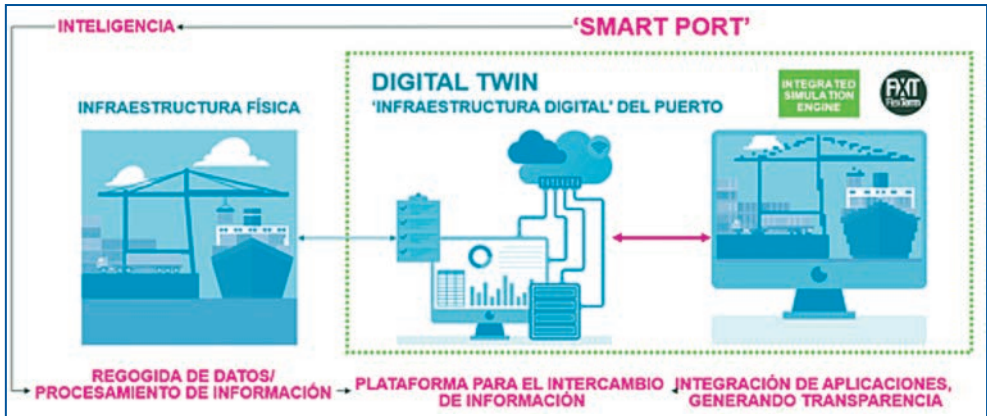 INTELIGENCIA
‘SMART PORT’
DIGITAL TWIN
‘INFRAESTRUCTURA DIGITAL’ DEL PUERTO
INTEGRATED
SIMULATION
ENGINE
FXT
FlexTerm
INFRAESTRUCTURA FÍSICA
REGOGIDA DE DATOS/
PROCESAMIENTO DE INFORMACIÓN
PLATAFORMA PARA EL INTERCAMBIO
DE INFORMACIÓN
INTEGRACIÓN DE APLICACIONES,
GENERANDO TRANSPARENCIA